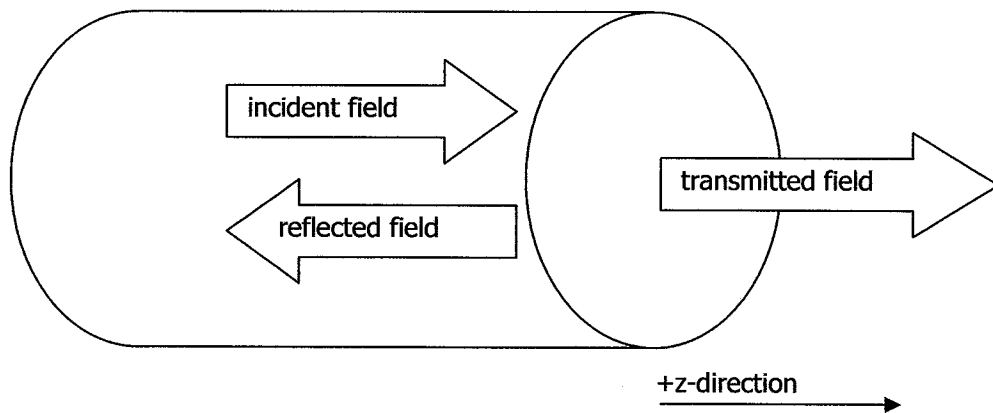 incident field
transmitted field
reflected field
+z-direction